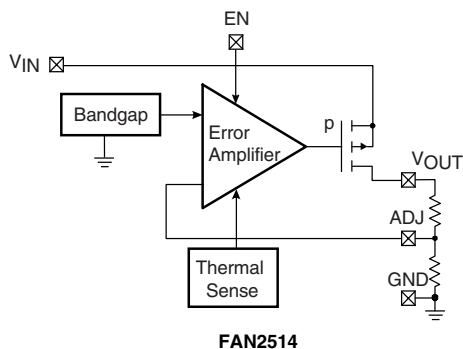 EN
VIN
Bandgap
Error
Amplifier
p
VOUT
ADJ
Thermal
Sense
GND
FAN2514